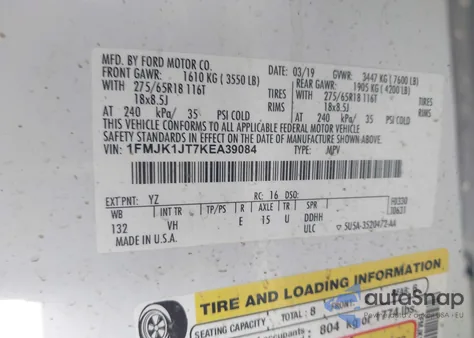 MFD. BY FORD MOTOR CO.
DATE: 03/19 GVWR: 3447 KG (7600 LB)
FRONT GAWR: 1610 KG (3550 LB) REAR GAWR: 1905 KG (4200 LB)
WITH 275/65R18 116T TIRES WITH 275/65R18 116T TIRES
18x8.5J RIMS 18x8.5J RIMS
AT 240 kPa/ 35 PSI COLD AT 240 kPa/ 35 PSI COLD
THIS VEHICLE CONFORMS TO ALL APPLICABLE FEDERAL MOTOR VEHICLE
SAFETY STANDARDS IN EFFECT ON THE DATE OF MANUFACTURE SHOWN ABOVE.
VIN: 1FMJK1JT7KEA39084 TYPE: MPV
EXT PNT: YZ RC: 16 DSO:
WB INT TR TP/PS R AXLE TR SPR
132 VH E 15 U DDHH
MADE IN U.S.A. ULC
TIRE AND LOADING INFORMATION
SEATING CAPACITY TOTAL: 8
804 kg or 1774 lbs.
autoSnap